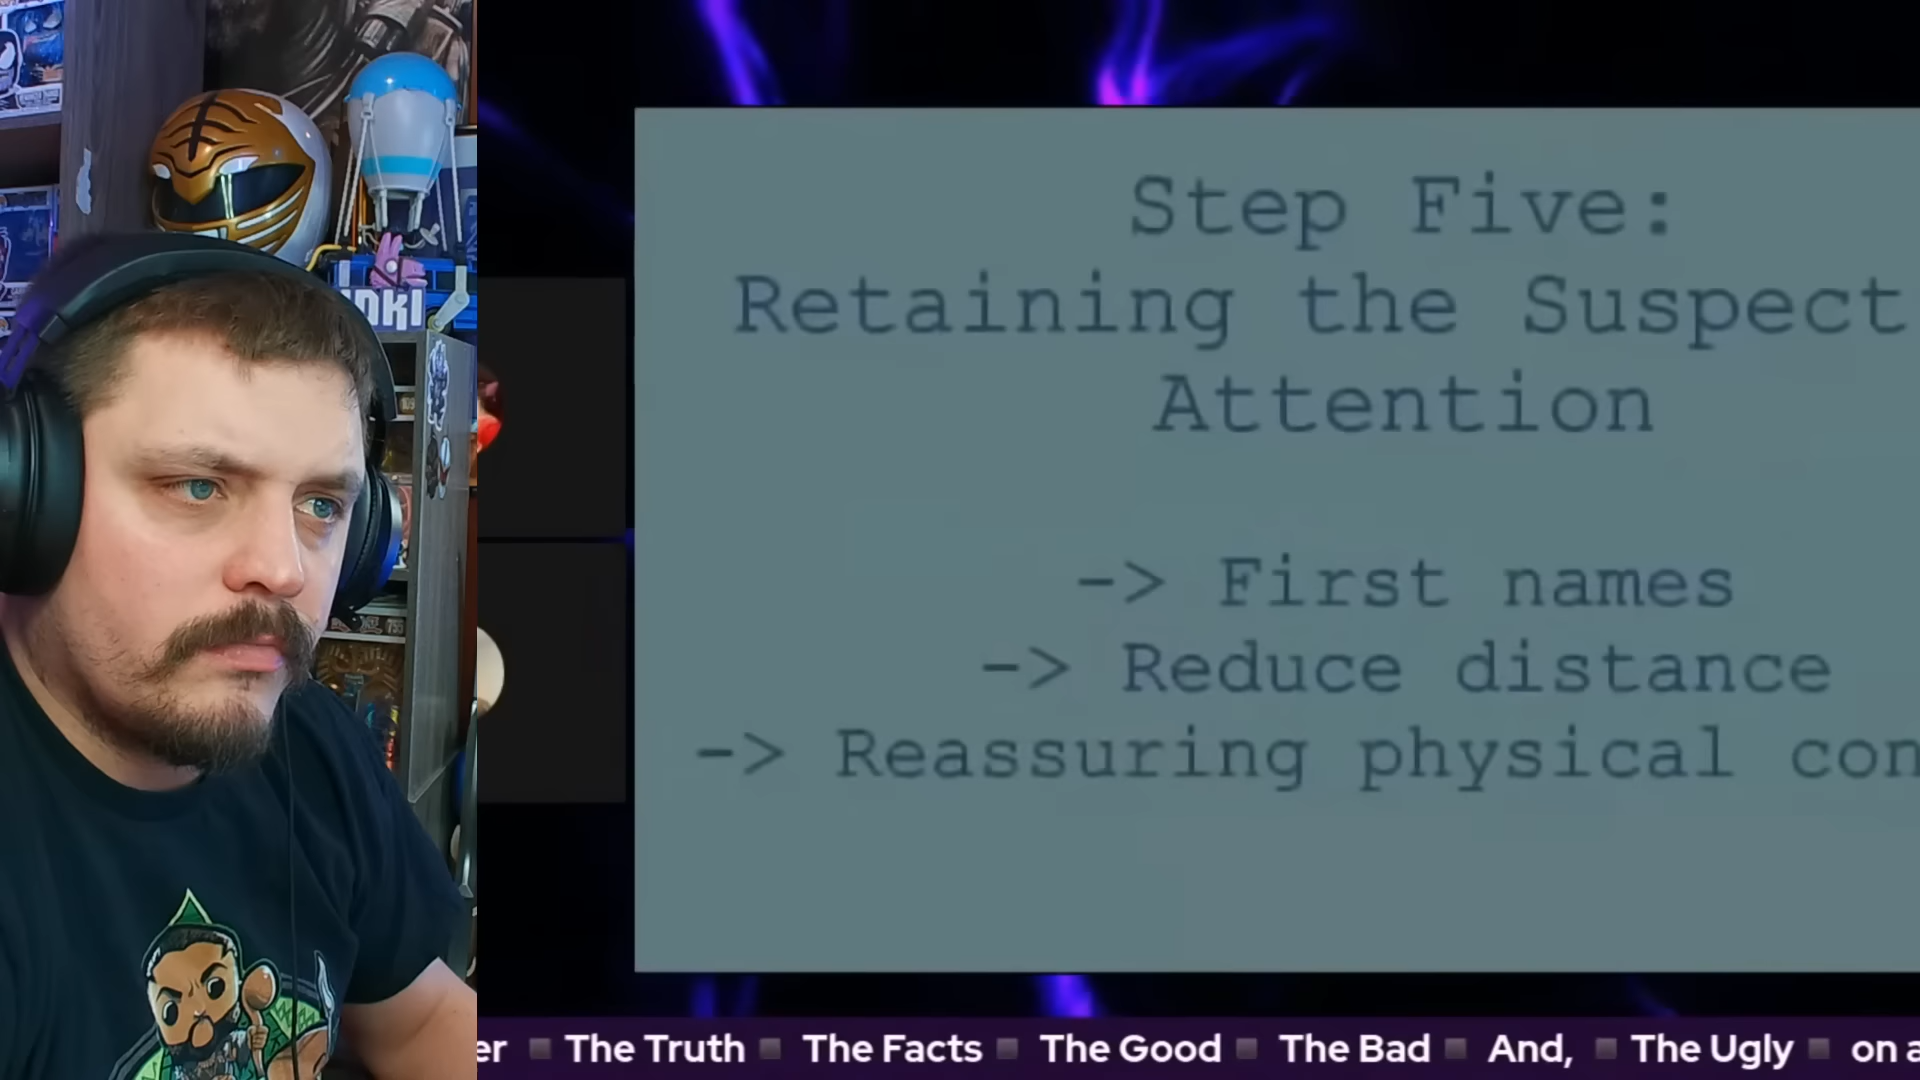 Step Five:
Retaining the Suspect
Attention
-> First names
-> Reduce distance
-> Reassuring physical con
The Truth ▪ The Facts ▪ The Good ▪ The Bad ▪ And, ▪ The Ugly ▪ on a